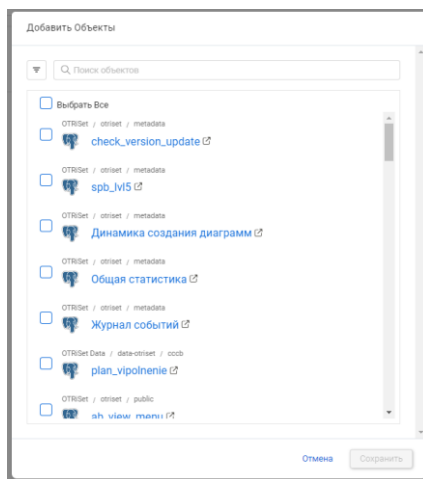 Добавить Объекты
Поиск объектов
Выбрать Все
OTRiSet / otriset / metadata
check_version_update
OTRiSet / otriset / metadata
spb_lvl5
OTRiSet / otriset / metadata
Динамика создания диаграмм
OTRiSet / otriset / metadata
Общая статистика
OTRiSet / otriset / metadata
Журнал событий
OTRiSet Data / data-otriset / cccb
plan_vipolnenie
OTRiSet / otriset / public
ab_view_menu
Отмена Сохранить